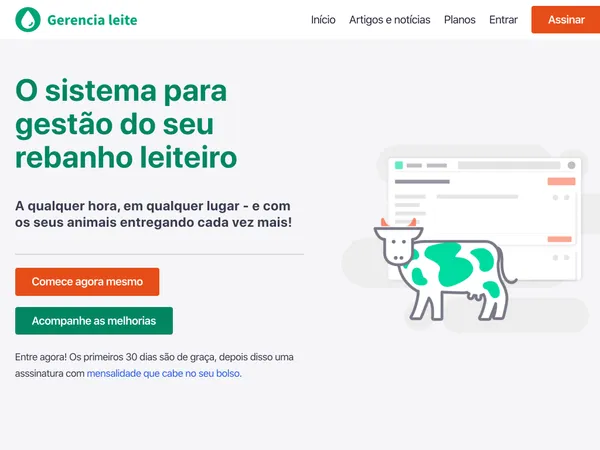 Gerencia leite
Início Artigos e notícias Planos Entrar Assinar
O sistema para
gestão do seu
rebanho leiteiro
A qualquer hora, em qualquer lugar - e com
os seus animais entregando cada vez mais!
Comece agora mesmo
Acompanhe as melhorias
Entre agora! Os primeiros 30 dias são de graça, depois disso uma
asssinatura com mensalidade que cabe no seu bolso.